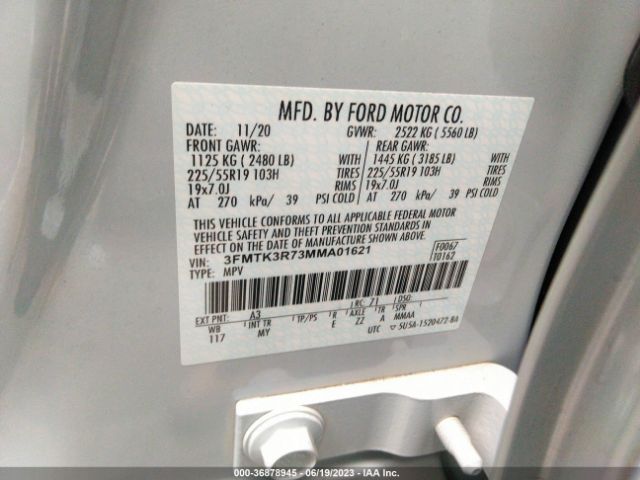 MFD. BY FORD MOTOR CO.
DATE: 11/20 GVWR: 2522 KG ( 5560 LB)
FRONT GAWR: REAR GAWR:
1125 KG ( 2480 LB) WITH 1445 KG ( 3185 LB) WITH
225/55R19 103H TIRES 225/55R19 103H TIRES
19x7.0J RIMS 19x7.0J RIMS
AT 270 kPa/ 39 PSI COLD AT 270 kPa/ 39 PSI COLD
THIS VEHICLE CONFORMS TO ALL APPLICABLE FEDERAL MOTOR
VEHICLE SAFETY AND THEFT PREVENTION STANDARDS IN
EFFECT ON THE DATE OF MANUFACTURE SHOWN ABOVE.
VIN: 3FMTK3R73MMA01621 F0067
TYPE: MPV T0162
EXT PNT: A3 RC: 71 DSO:
WB INT TR TP/PS R AXLE TR SPR
117 MY E ZZ A MMAA
UTC 5U5A-1520472-BA
000-36878945 - 06/19/2023 - IAA Inc.